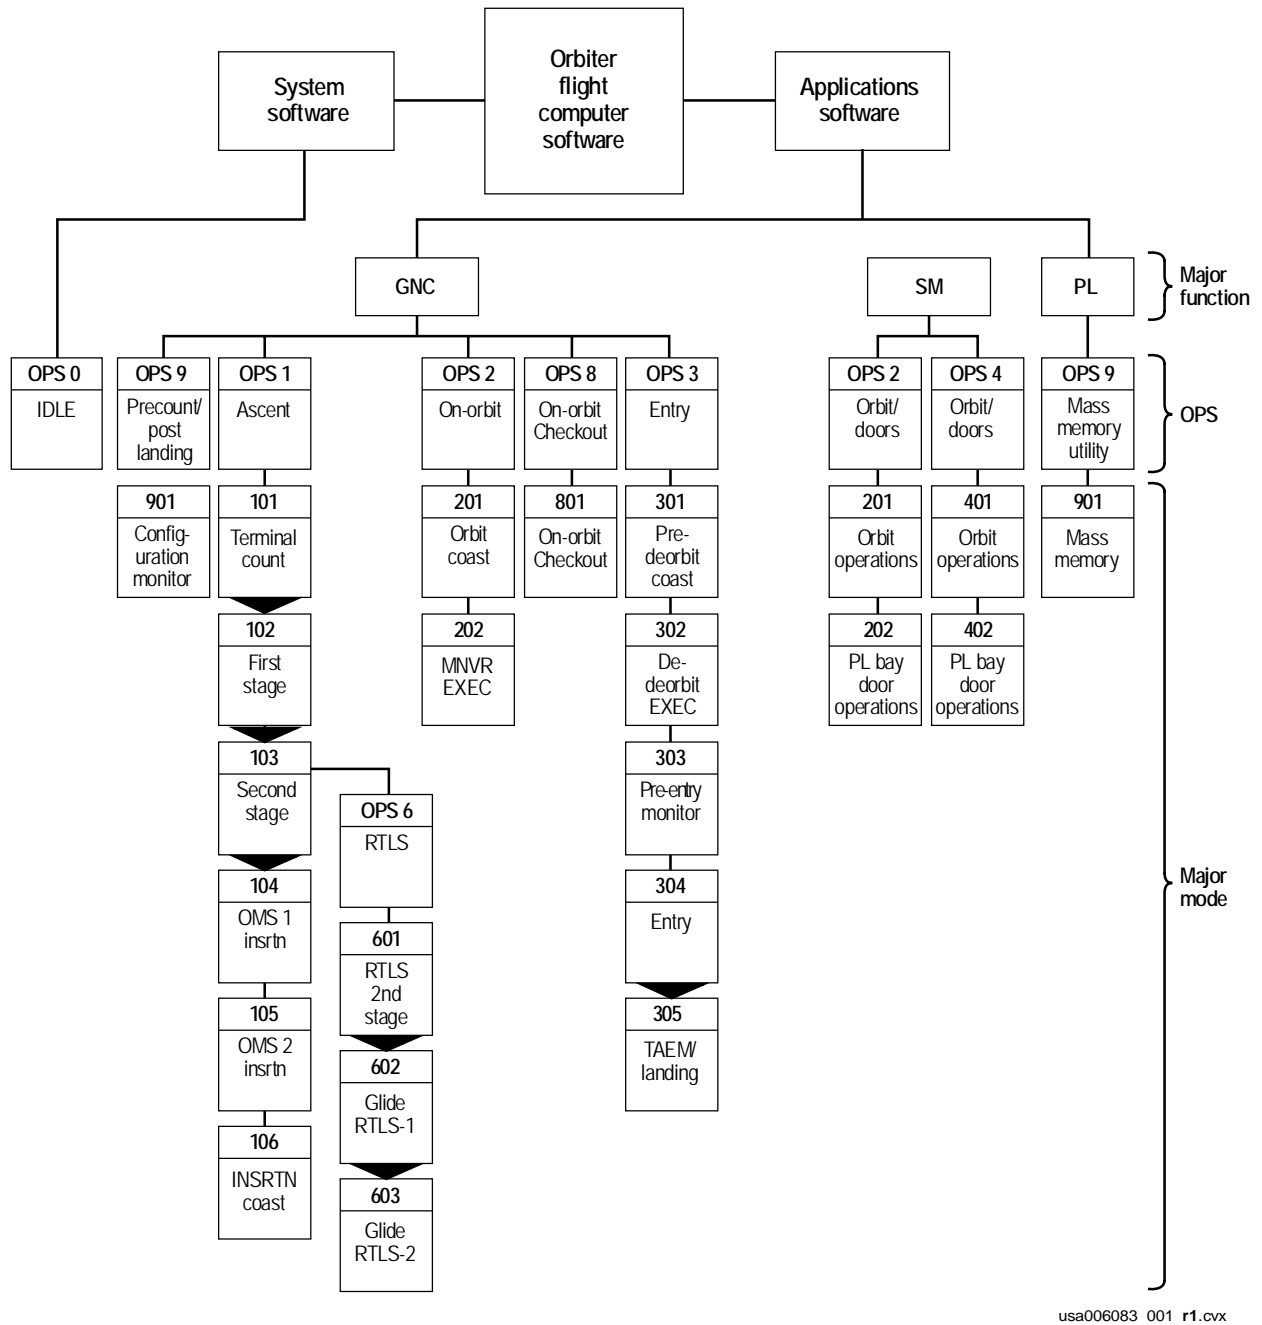 Orbiter
flight
computer
software
System
software
Applications
software
GNC
SM
PL
Major
function
OPS 0
IDLE
OPS 9
Precount/
post
landing
OPS 1
Ascent
OPS 2
On-orbit
OPS 8
On-orbit
Checkout
OPS 3
Entry
OPS 2
Orbit/
doors
OPS 4
Orbit/
doors
OPS 9
Mass
memory
utility
OPS
901
Config-
uration
monitor
101
Terminal
count
201
Orbit
coast
801
On-orbit
Checkout
301
Pre-
deorbit
coast
201
Orbit
operations
401
Orbit
operations
901
Mass
memory
102
First
stage
202
MNVR
EXEC
302
De-
deorbit
EXEC
202
PL bay
door
operations
402
PL bay
door
operations
103
Second
stage
OPS 6
RTLS
303
Pre-entry
monitor
104
OMS 1
insrtn
601
RTLS
2nd
stage
304
Entry
Major
mode
105
OMS 2
insrtn
602
Glide
RTLS-1
305
TAEM/
landing
106
INSRTN
coast
603
Glide
RTLS-2
usa006083_001_r1.cvx